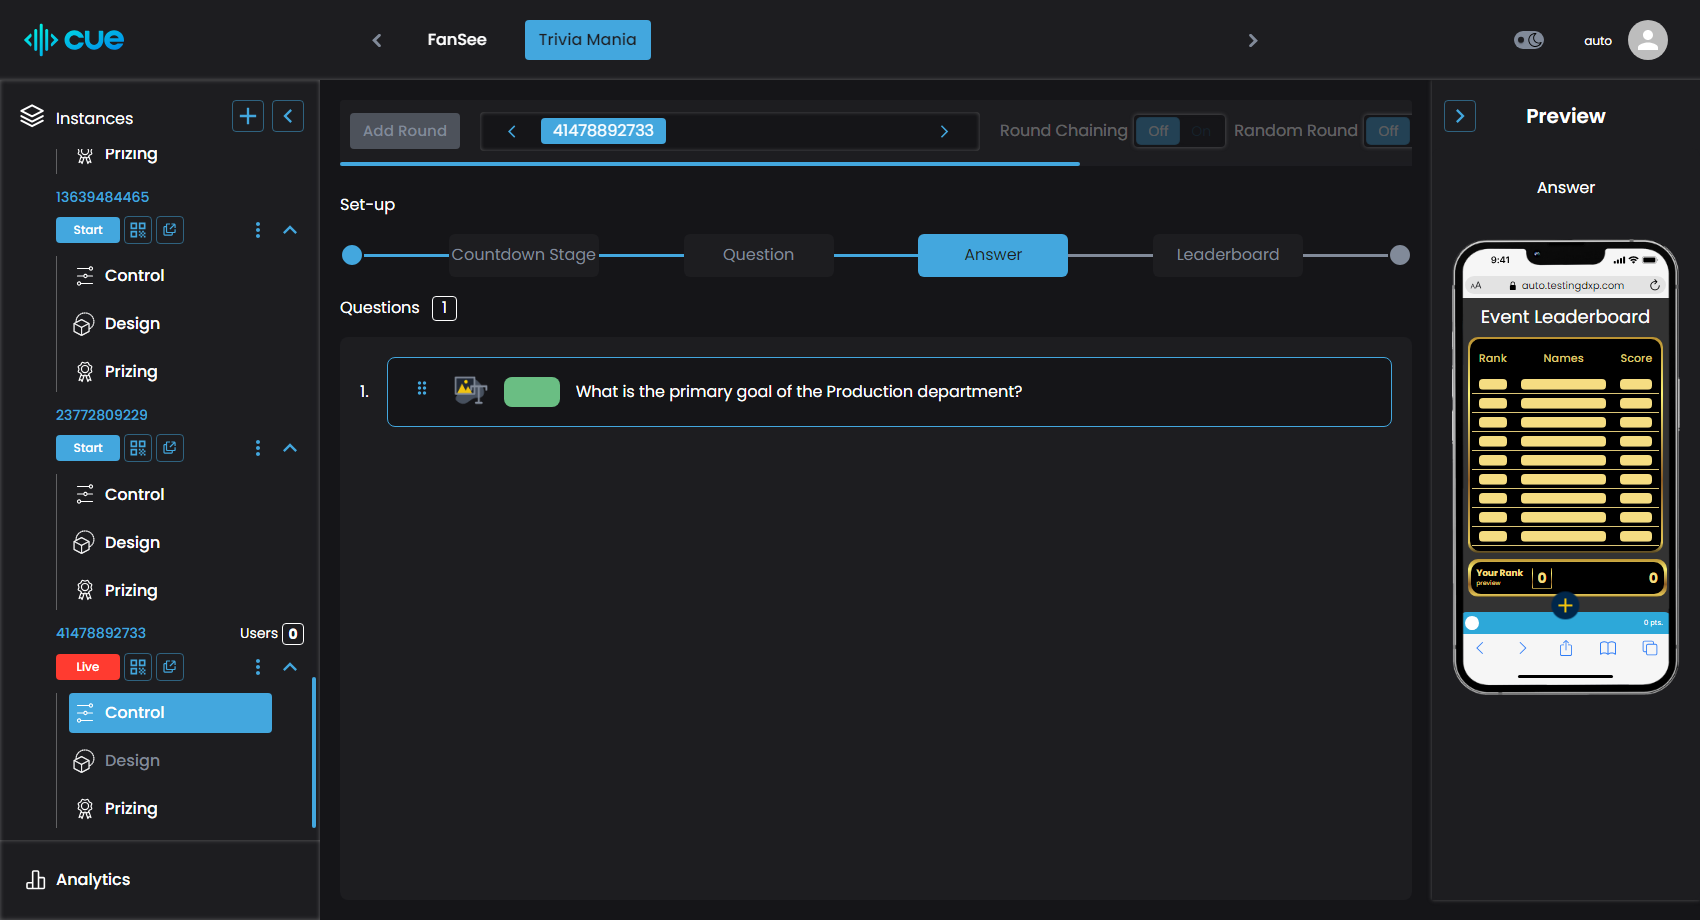 cue
FanSee
Trivia Mania
auto
Instances
Prizing
13639484465
Start
Control
Design
Prizing
23772809229
Start
Control
Design
Prizing
41478892733
Users 0
Live
Control
Design
Prizing
Analytics
Add Round
41478892733
Round Chaining
Off
On
Random Round
Off
Set-up
Countdown Stage
Question
Answer
Leaderboard
Questions 1
1.
What is the primary goal of the Production department?
Preview
Answer
9:41
AA auto.testingdxp.com
Event Leaderboard
Rank Names Score
Your Rank
preview
0
0
0 pts.